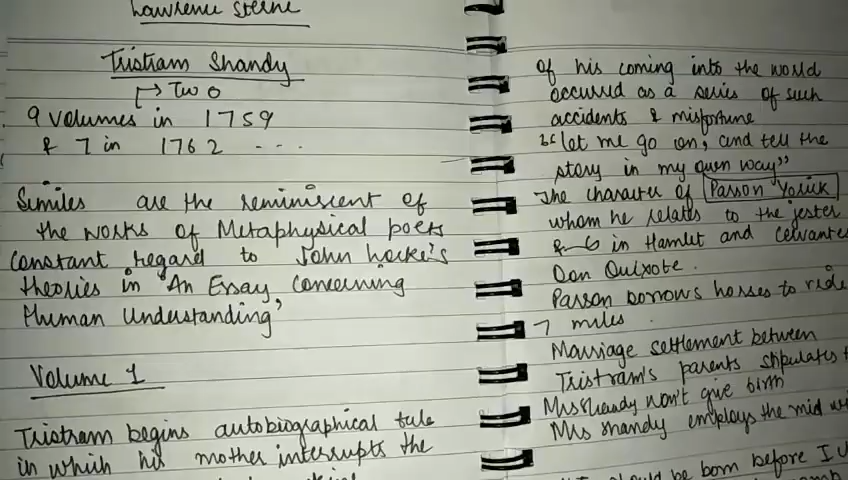 Lawrence Sterne
Tristram Shandy
Two
9 volumes in 1759
& 7 in 1762 ...
Similes are the reminiscent of
the works of Metaphysical poets
constant regard to John Locke's
theories in 'An Essay Concerning
Human Understanding'
Volume 1
Tristram begins autobiographical tale
in which his mother interrupts the
of his coming into the world
occurred as a series of such
accidents & misfortune
"let me go on, and tell the
story in my own way"
The character of Parson Yorick
whom he relates to the jester
in Hamlet and Cervantes
Don Quixote.
Parson borrows horses to ride
7 miles.
Marriage settlement between
Tristram's parents stipulates
Mrs Shandy won't give birth
Mrs Shandy employs the mid
be born before I